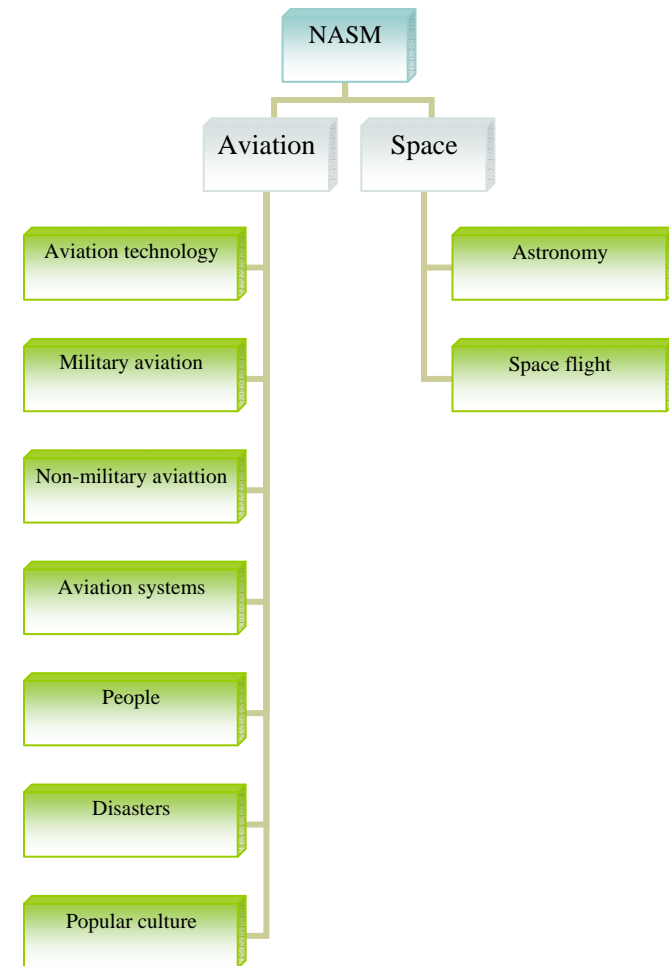 NASM
Aviation
Space
Aviation technology
Military aviation
Non-military aviattion
Aviation systems
People
Disasters
Popular culture
Astronomy
Space flight